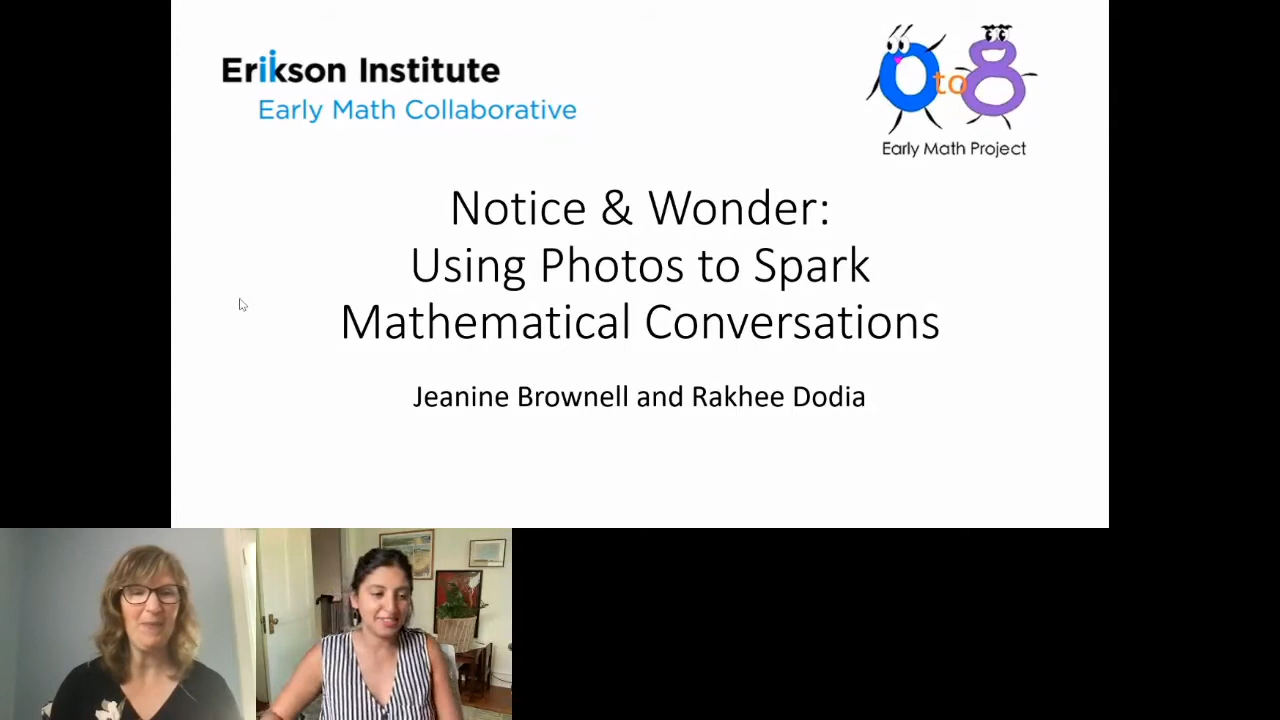 Erikson Institute
Early Math Collaborative
0 to 8
Early Math Project
Notice & Wonder:
Using Photos to Spark
Mathematical Conversations
Jeanine Brownell and Rakhee Dodia